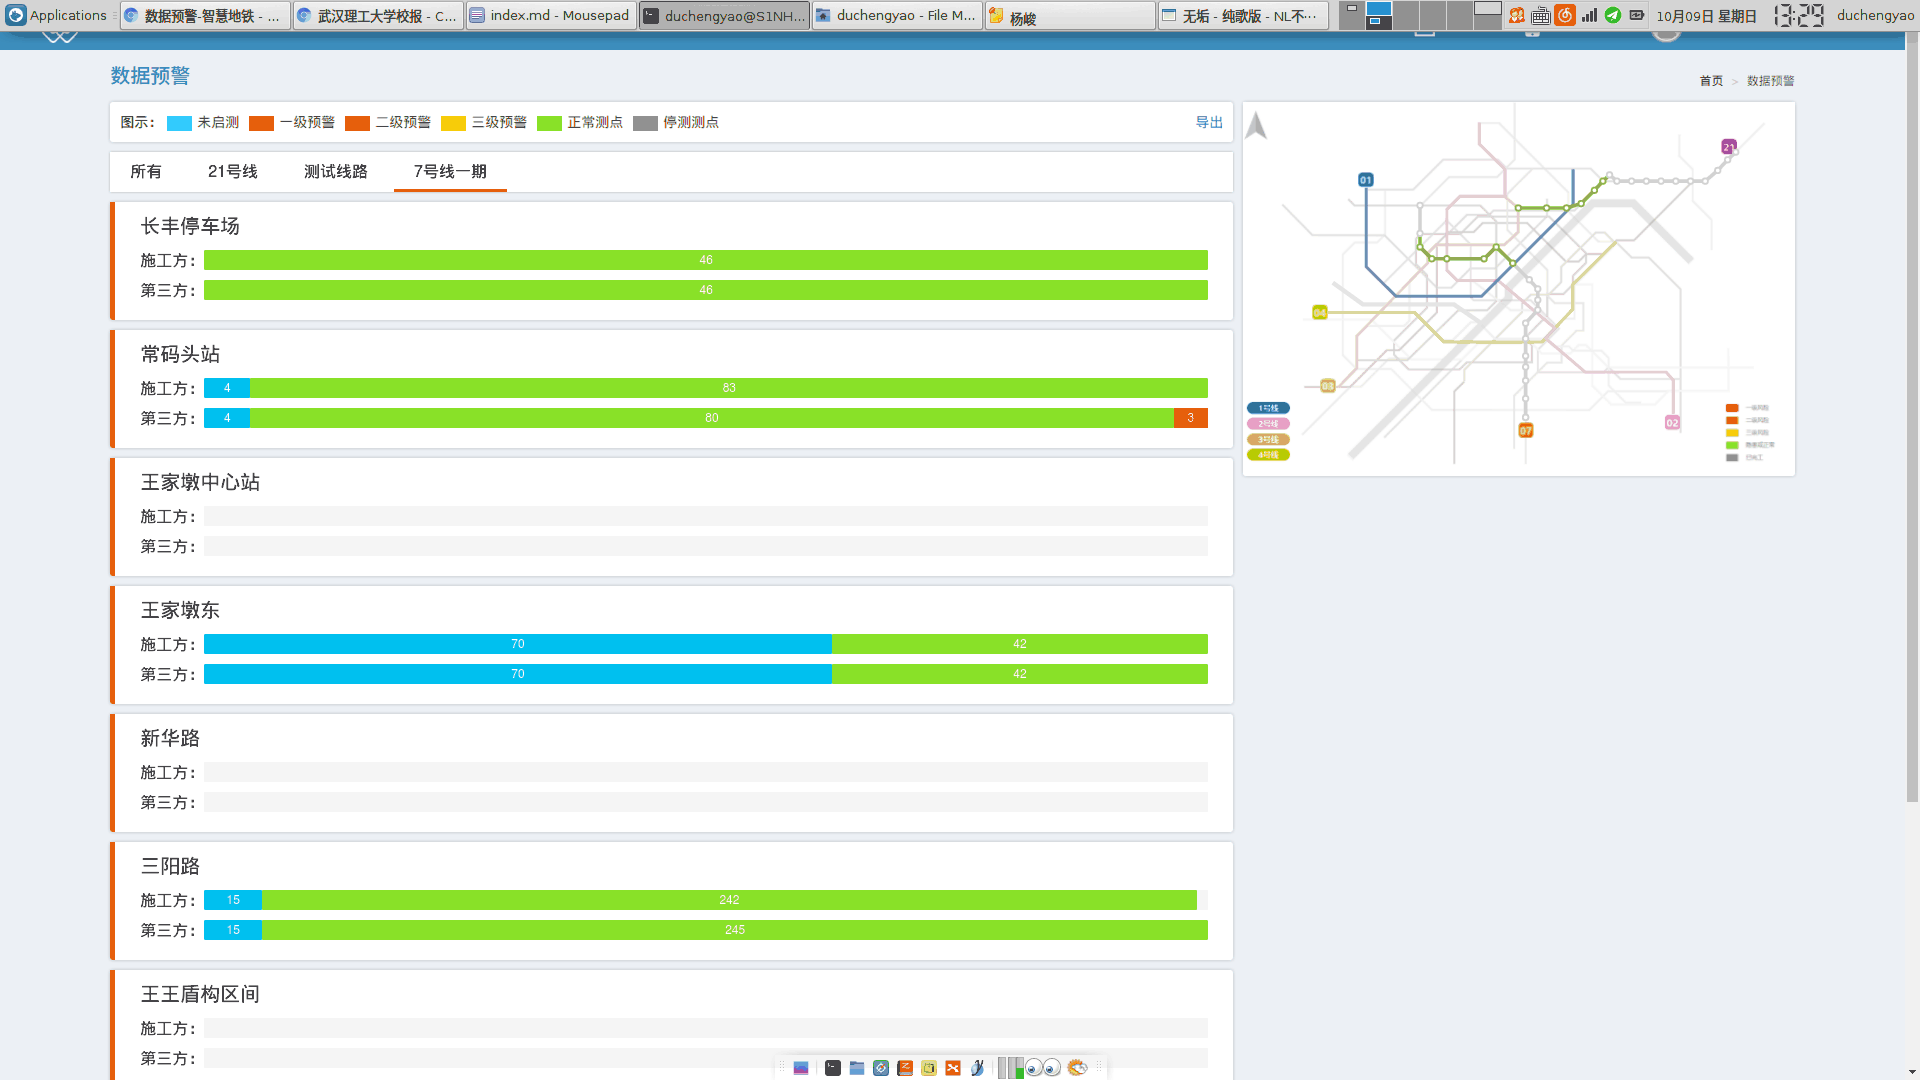 Applications 数据预警-智慧地铁 - ... 武汉理工大学校报 - C... index.md - Mousepad duchengyao@S1NH... duchengyao - File M... 杨峻 无垢 - 纯歌版 - NL不··· 10月09日 星期日 13:29 duchengyao
数据预警
首页 > 数据预警
图示： 未启测 一级预警 二级预警 三级预警 正常测点 停测测点 导出
所有 21号线 测试线路 7号线一期
长丰停车场
施工方： 46
第三方： 46
常码头站
施工方： 4 83
第三方： 4 80 3
王家墩中心站
施工方：
第三方：
王家墩东
施工方： 70 42
第三方： 70 42
新华路
施工方：
第三方：
三阳路
施工方： 15 242
第三方： 15 245
王王盾构区间
施工方：
第三方：
21
01
04
03
07
02
1号线
2号线
3号线
4号线